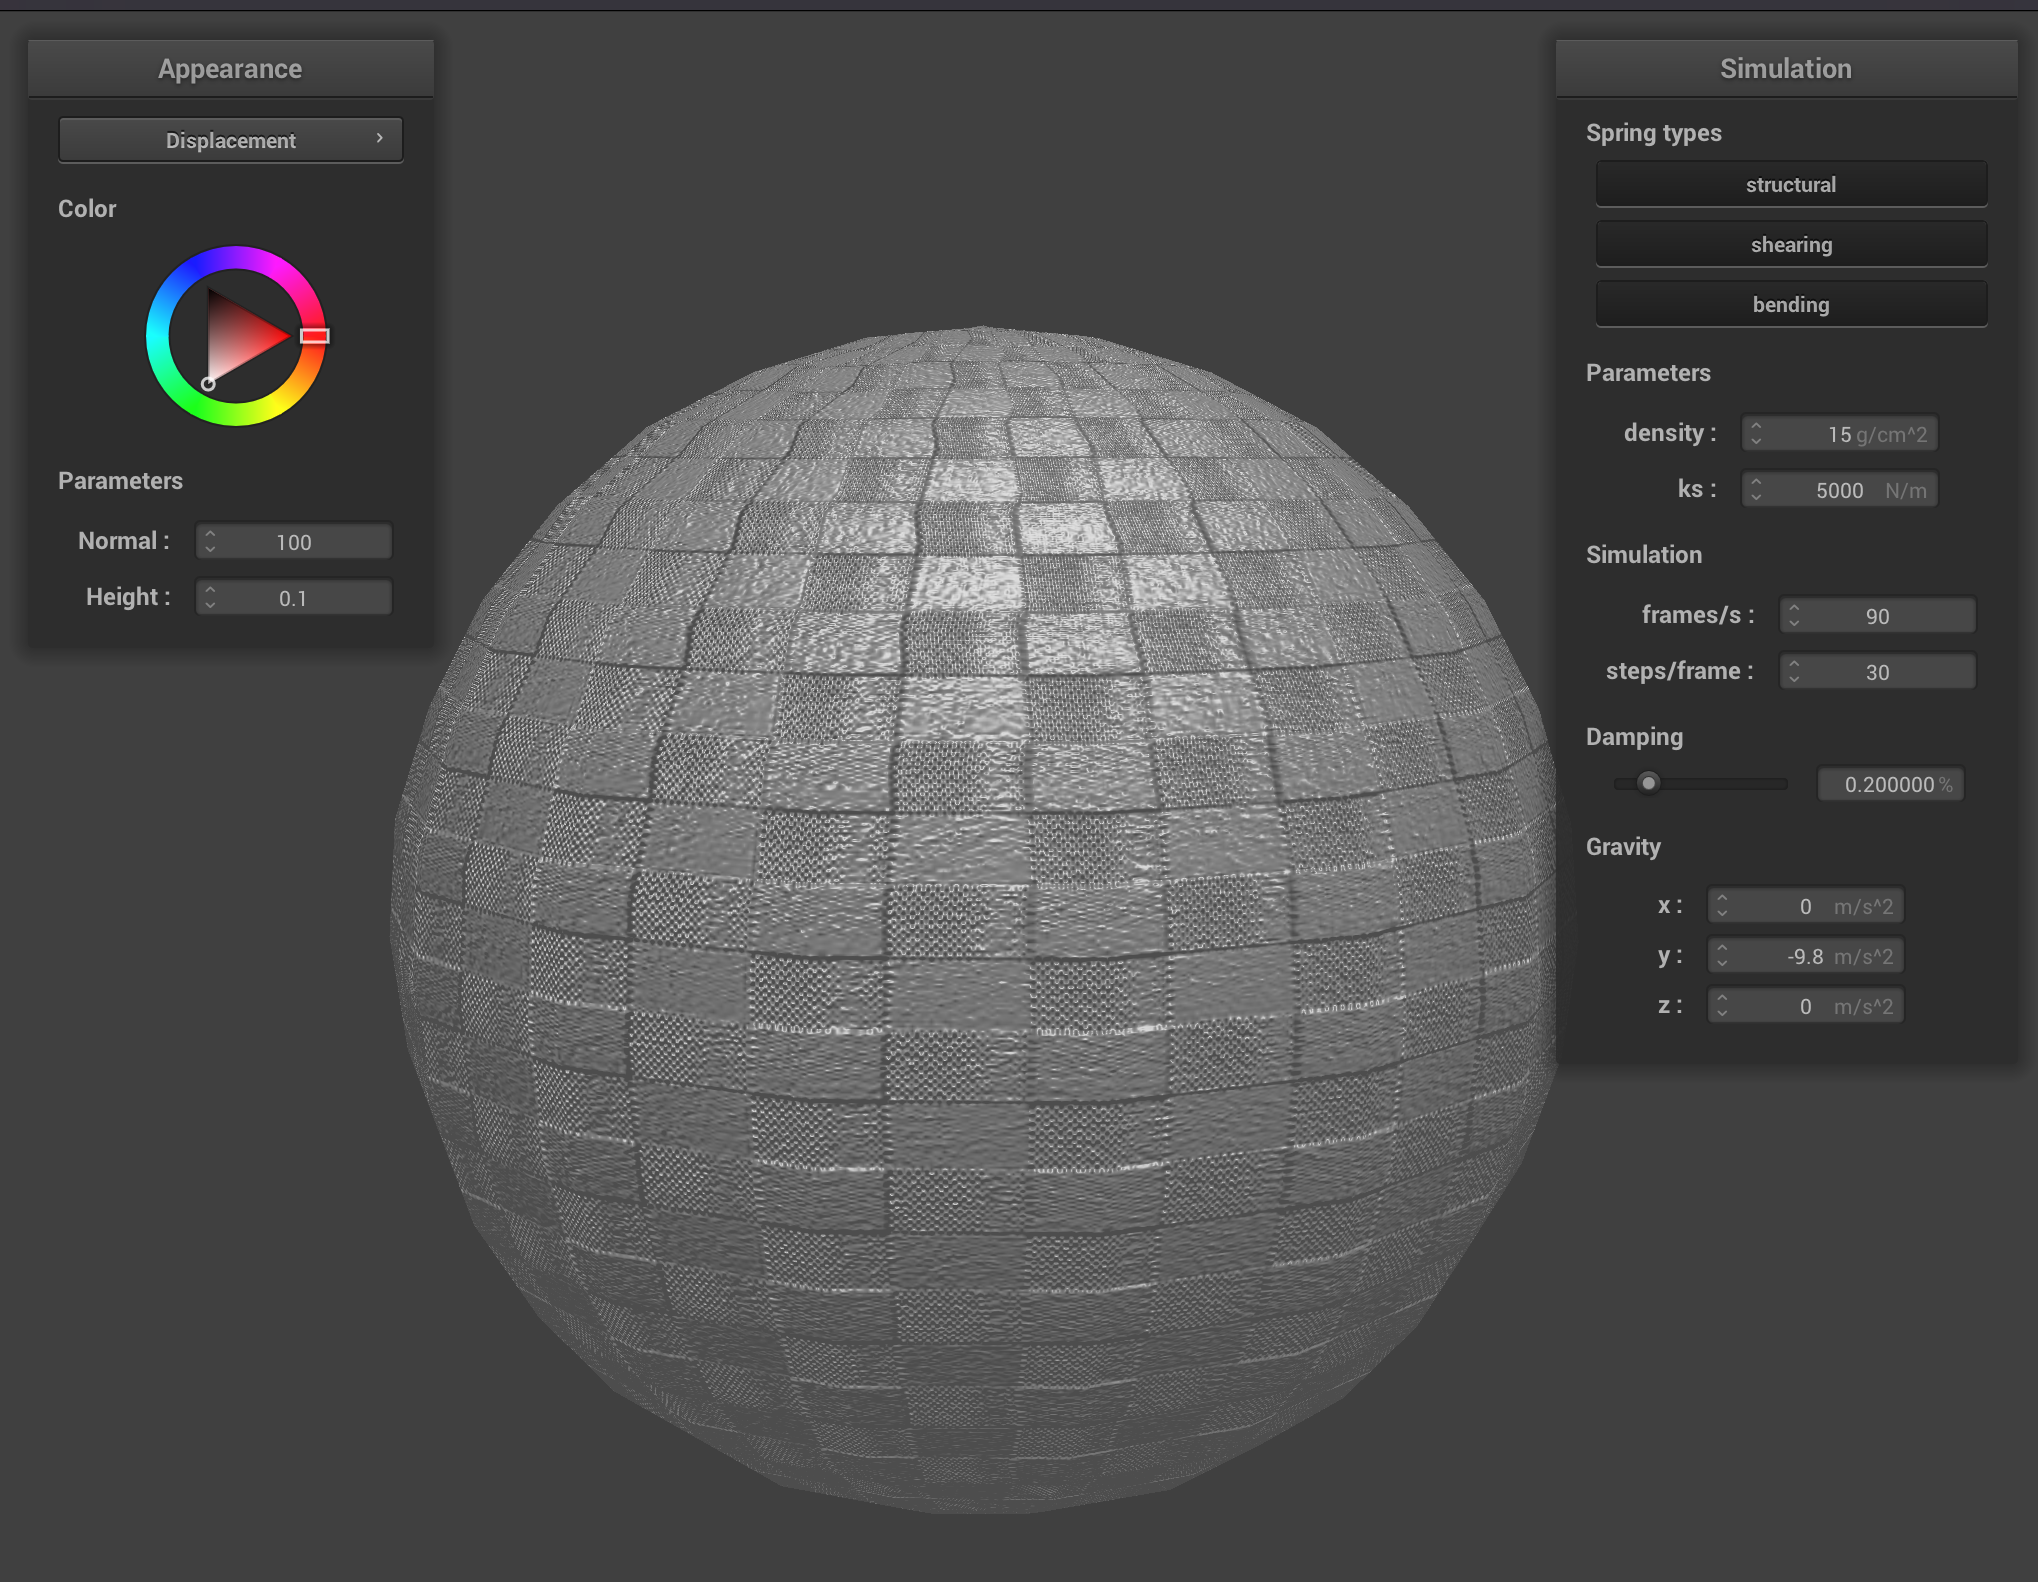 Appearance
Displacement
Color
Parameters
Normal : 100
Height : 0.1
Simulation
Spring types
structural
shearing
bending
Parameters
density : 15 g/cm^2
ks : 5000 N/m
Simulation
frames/s : 90
steps/frame : 30
Damping
0.200000 %
Gravity
x : 0 m/s^2
y : -9.8 m/s^2
z : 0 m/s^2